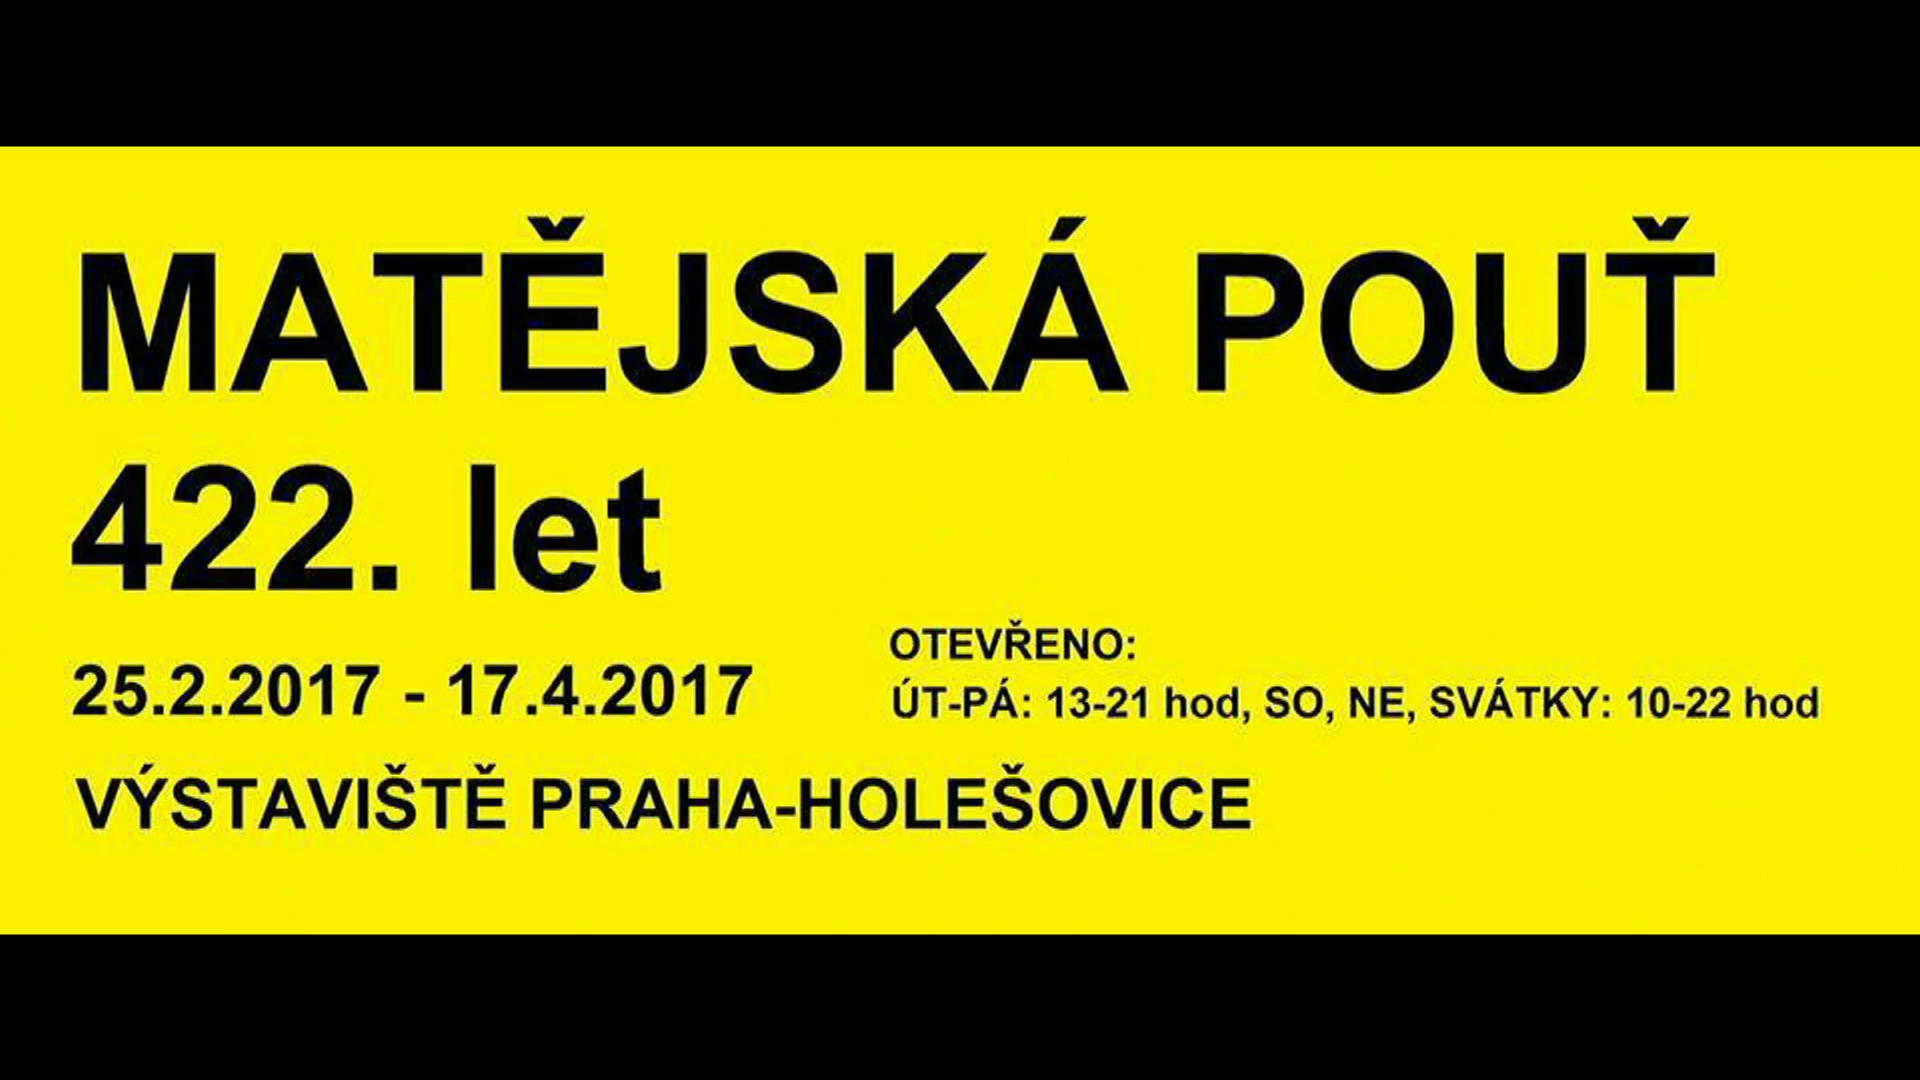 MATĚJSKÁ POUŤ
422. let
25.2.2017 - 17.4.2017
OTEVŘENO:
ÚT-PÁ: 13-21 hod, SO, NE, SVÁTKY: 10-22 hod
VÝSTAVIŠTĚ PRAHA-HOLEŠOVICE